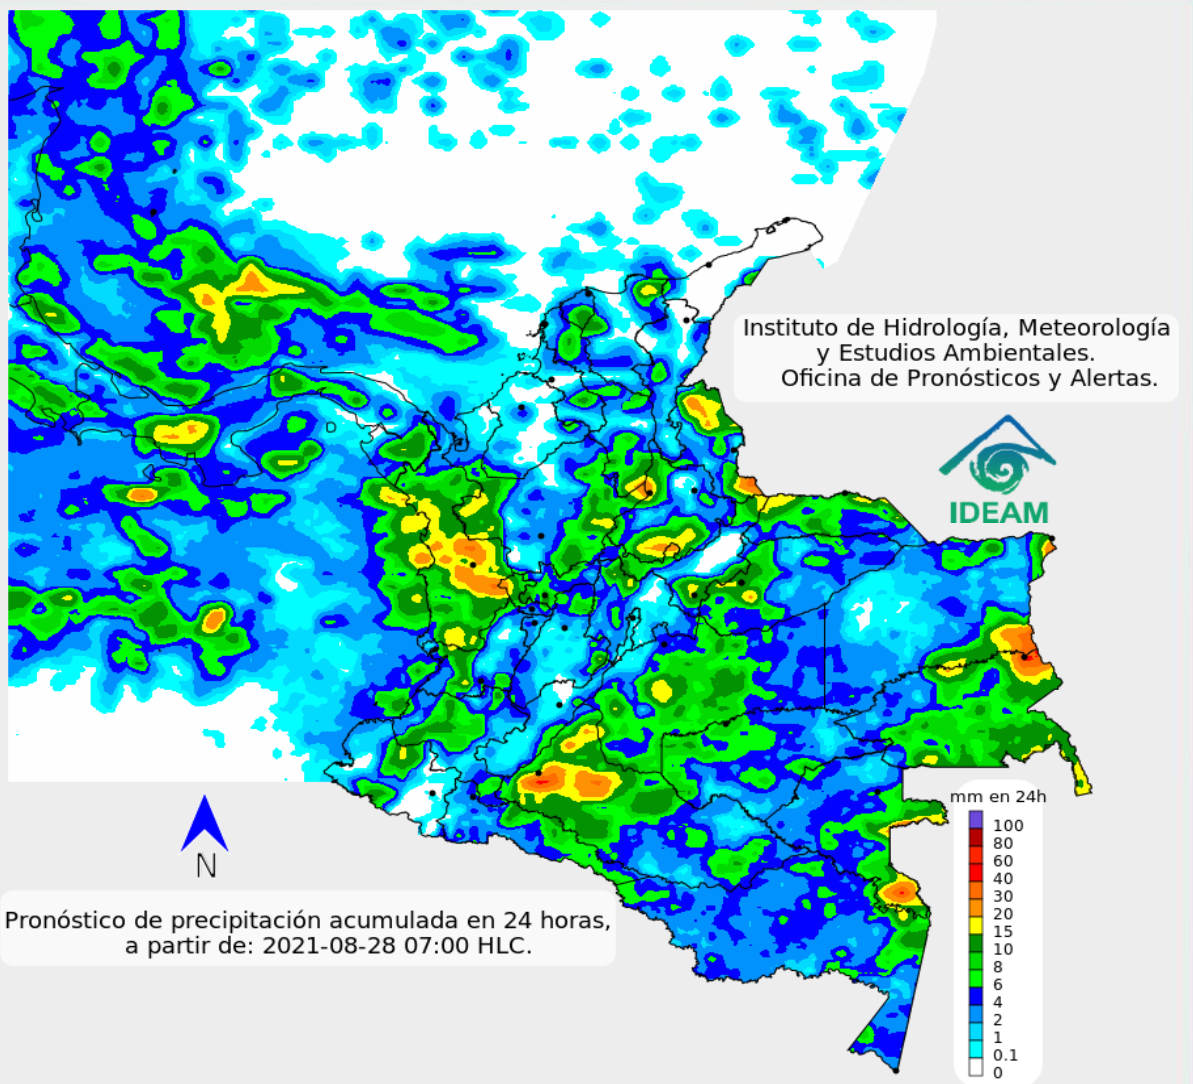 Instituto de Hidrología, Meteorología
y Estudios Ambientales.
Oficina de Pronósticos y Alertas.
IDEAM
mm en 24h
100
80
60
40
30
20
15
10
8
6
4
2
1
0.1
0
N
Pronóstico de precipitación acumulada en 24 horas,
a partir de: 2021-08-28 07:00 HLC.